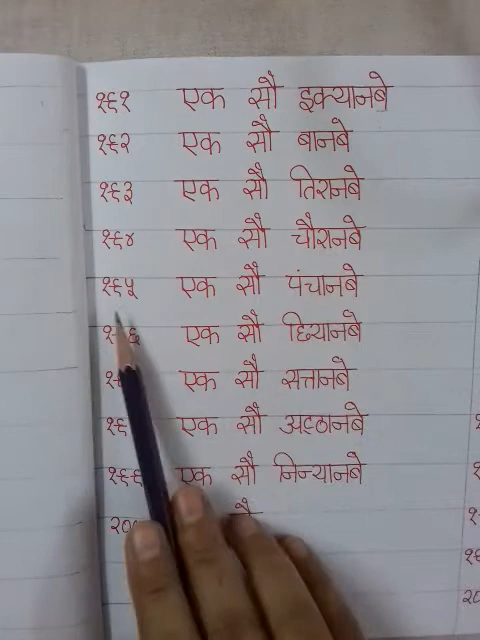 १९१ एक सौ इक्यानबे
१९२ एक सौ बानबे
१९३ एक सौ तिरानबे
१९४ एक सौ चौरानबे
१९५ एक सौ पंचानबे
एक सौ छियानबे
एक सौ सत्तानबे
एक सौ अट्ठानबे
१९९ एक सौ निन्यानबे